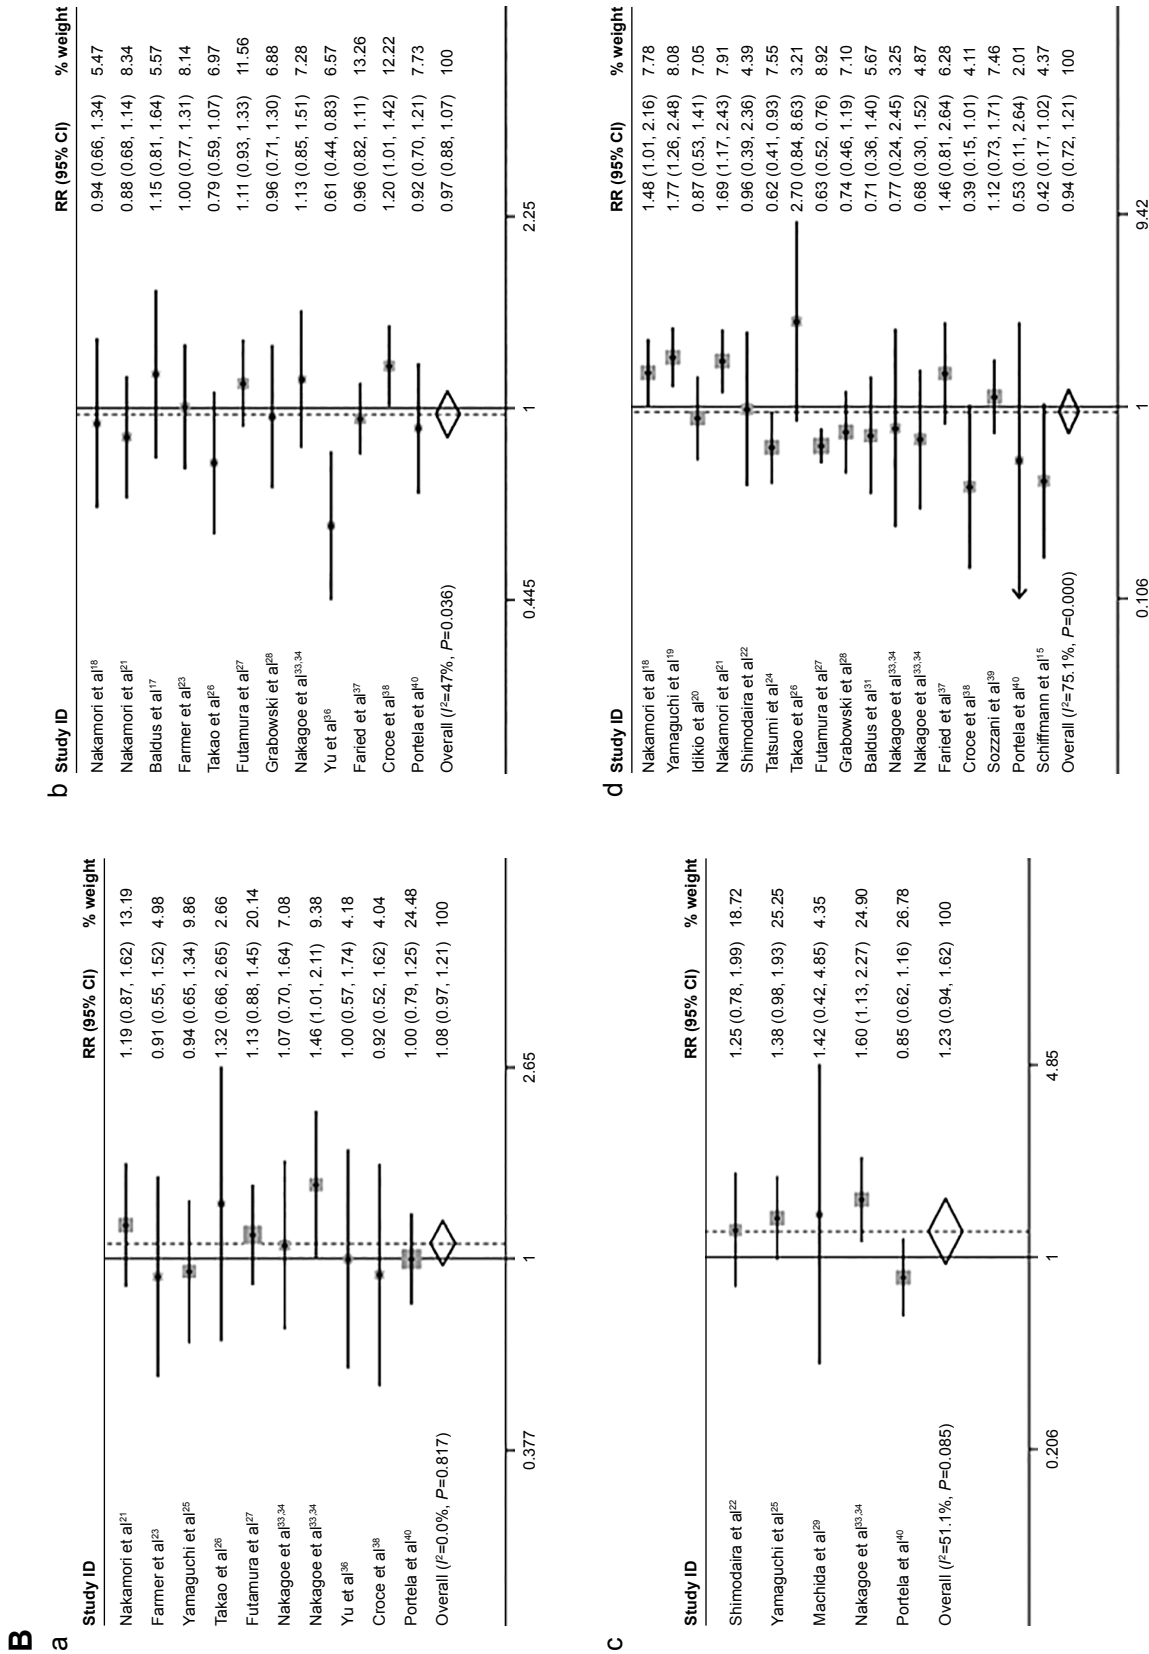 B
a
Study ID RR (95% CI) % weight
Nakamori et al21 1.19 (0.87, 1.62) 13.19
Farmer et al23 0.91 (0.55, 1.52) 4.98
Yamaguchi et al25 0.94 (0.65, 1.34) 9.86
Takao et al26 1.32 (0.66, 2.65) 2.66
Futamura et al27 1.13 (0.88, 1.45) 20.14
Nakagoe et al33,34 1.07 (0.70, 1.64) 7.08
Nakagoe et al33,34 1.46 (1.01, 2.11) 9.38
Yu et al36 1.00 (0.57, 1.74) 4.18
Croce et al38 0.92 (0.52, 1.62) 4.04
Portela et al40 1.00 (0.79, 1.25) 24.48
Overall (I2=0.0%, P=0.817) 1.08 (0.97, 1.21) 100
0.377 1 2.65
b
Study ID RR (95% CI) % weight
Nakamori et al18 0.94 (0.66, 1.34) 5.47
Nakamori et al21 0.88 (0.68, 1.14) 8.34
Baldus et al17 1.15 (0.81, 1.64) 5.57
Farmer et al23 1.00 (0.77, 1.31) 8.14
Takao et al26 0.79 (0.59, 1.07) 6.97
Futamura et al27 1.11 (0.93, 1.33) 11.56
Grabowski et al28 0.96 (0.71, 1.30) 6.88
Nakagoe et al33,34 1.13 (0.85, 1.51) 7.28
Yu et al36 0.61 (0.44, 0.83) 6.57
Faried et al37 0.96 (0.82, 1.11) 13.26
Croce et al38 1.20 (1.01, 1.42) 12.22
Portela et al40 0.92 (0.70, 1.21) 7.73
Overall (I2=47%, P=0.036) 0.97 (0.88, 1.07) 100
0.445 1 2.25
c
Study ID RR (95% CI) % weight
Shimodaira et al22 1.25 (0.78, 1.99) 18.72
Yamaguchi et al25 1.38 (0.98, 1.93) 25.25
Machida et al29 1.42 (0.42, 4.85) 4.35
Nakagoe et al33,34 1.60 (1.13, 2.27) 24.90
Portela et al40 0.85 (0.62, 1.16) 26.78
Overall (I2=51.1%, P=0.085) 1.23 (0.94, 1.62) 100
0.206 1 4.85
d
Study ID RR (95% CI) % weight
Nakamori et al18 1.48 (1.01, 2.16) 7.78
Yamaguchi et al19 1.77 (1.26, 2.48) 8.08
Idikio et al20 0.87 (0.53, 1.41) 7.05
Nakamori et al21 1.69 (1.17, 2.43) 7.91
Shimodaira et al22 0.96 (0.39, 2.36) 4.39
Tatsumi et al24 0.62 (0.41, 0.93) 7.55
Takao et al26 2.70 (0.84, 8.63) 3.21
Futamura et al27 0.63 (0.52, 0.76) 8.92
Grabowski et al28 0.74 (0.46, 1.19) 7.10
Baldus et al31 0.71 (0.36, 1.40) 5.67
Nakagoe et al33,34 0.77 (0.24, 2.45) 3.25
Nakagoe et al33,34 0.68 (0.30, 1.52) 4.87
Faried et al37 1.46 (0.81, 2.64) 6.28
Croce et al38 0.39 (0.15, 1.01) 4.11
Sozzani et al39 1.12 (0.73, 1.71) 7.46
Portela et al40 0.53 (0.11, 2.64) 2.01
Schiffmann et al15 0.42 (0.17, 1.02) 4.37
Overall (I2=75.1%, P=0.000) 0.94 (0.72, 1.21) 100
0.106 1 9.42